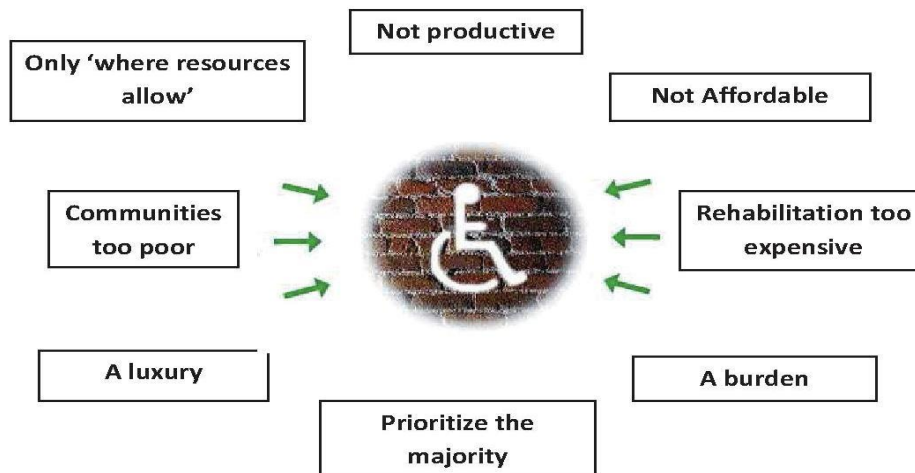 Not productive
Only ‘where resources
allow’
Not Affordable
Communities
too poor
Rehabilitation too
expensive
A luxury
A burden
Prioritize the
majority